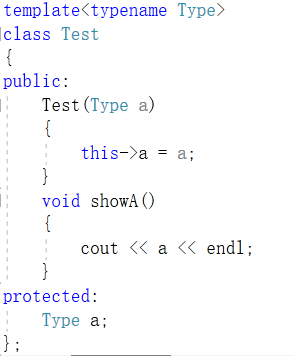 template<typename Type>
class Test
{
public:
    Test(Type a)
    {
        this->a = a;
    }
    void showA()
    {
        cout << a << endl;
    }
protected:
    Type a;
};